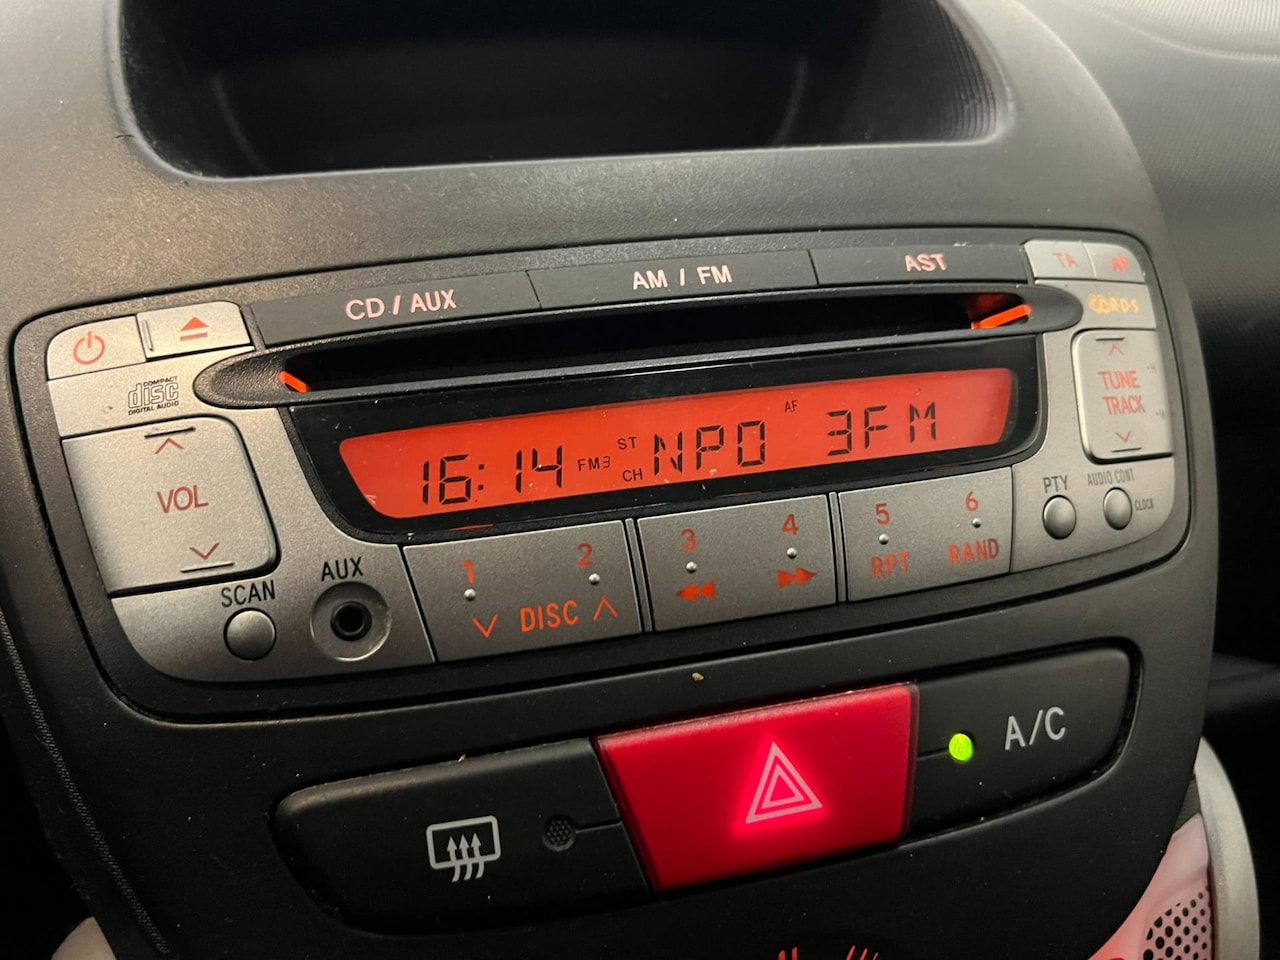 AM / FM
AST
TA
CD / AUX
CORDS
COMPACT
disc
DIGITAL AUDIO
TUNE
TRACK
AF
ST
16:14
FM3
CH
NPO 3FM
VOL
PTY
AUDIO CONT
CLOCK
SCAN
AUX
1
2
3
4
5
6
DISC
RPT
RAND
A/C